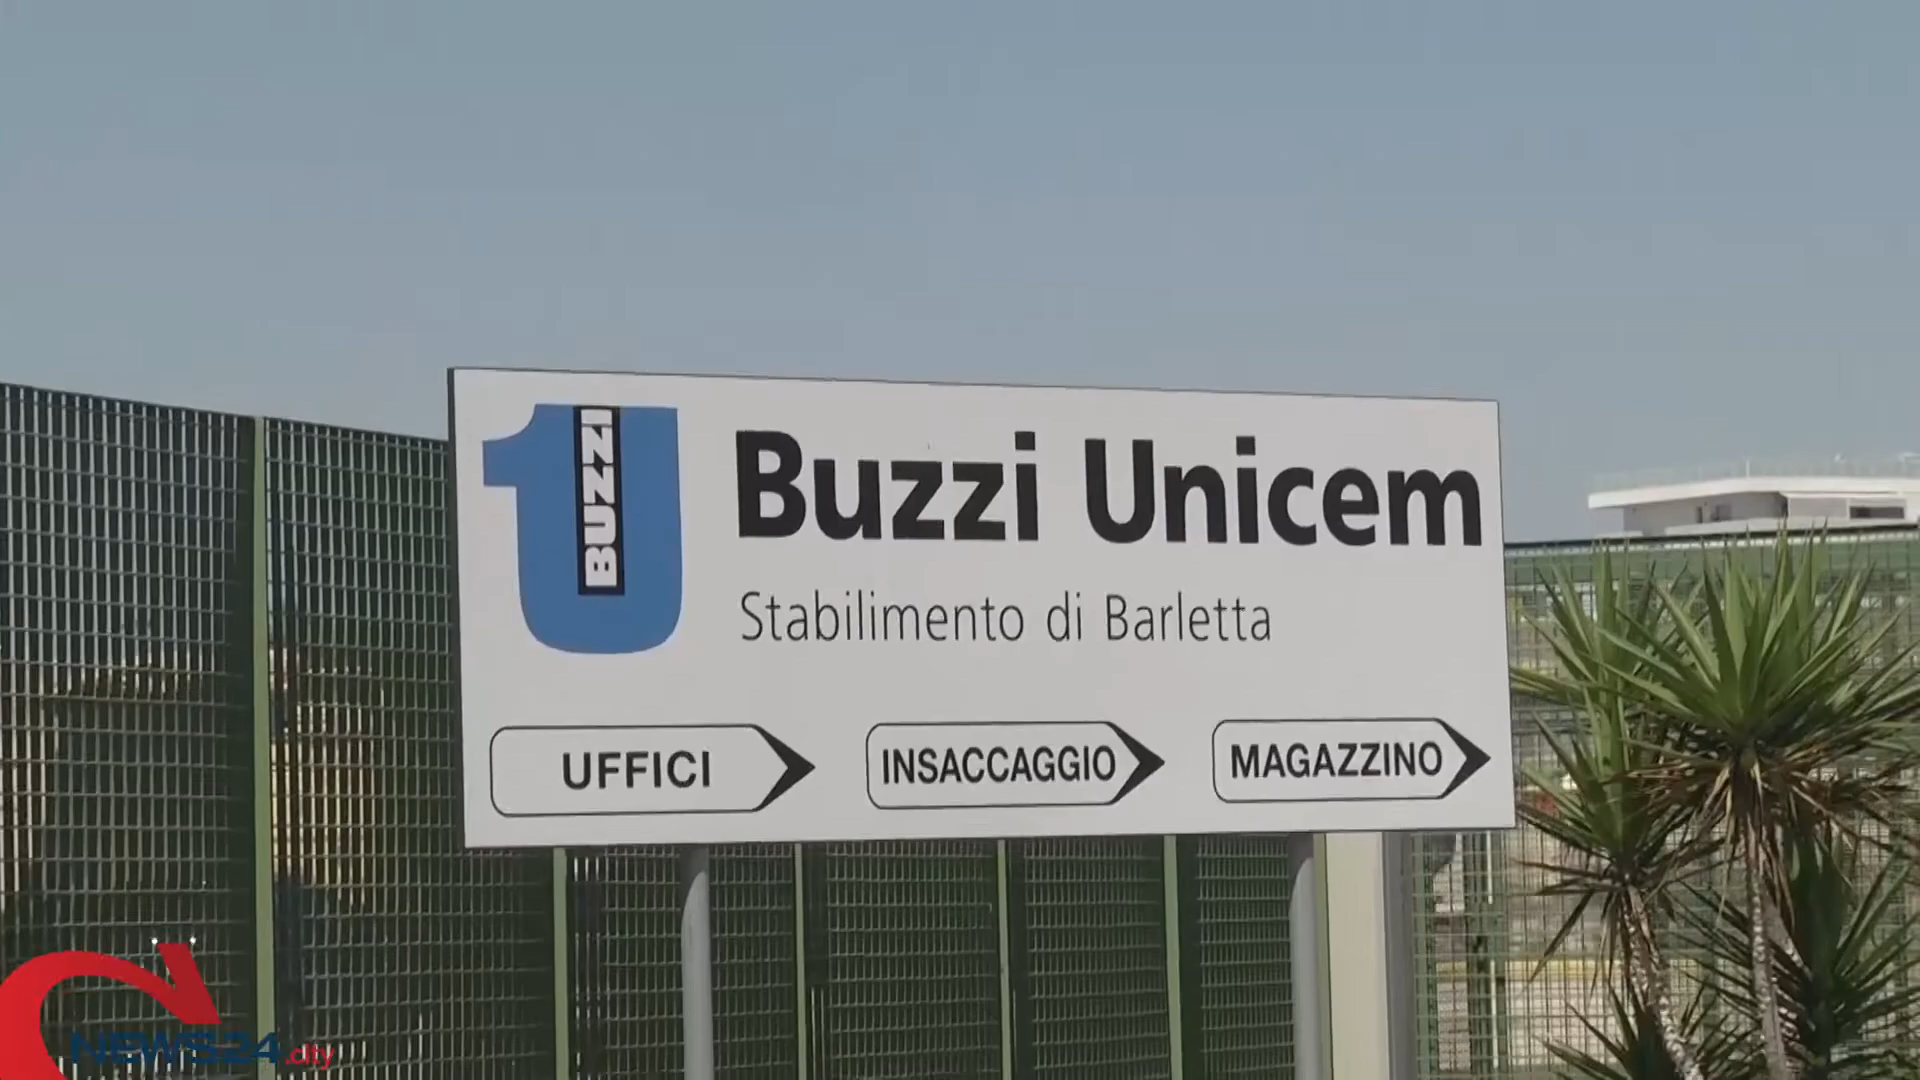 BUZZI
Buzzi Unicem
Stabilimento di Barletta
UFFICI
INSACCAGGIO
MAGAZZINO
NEWS24.city